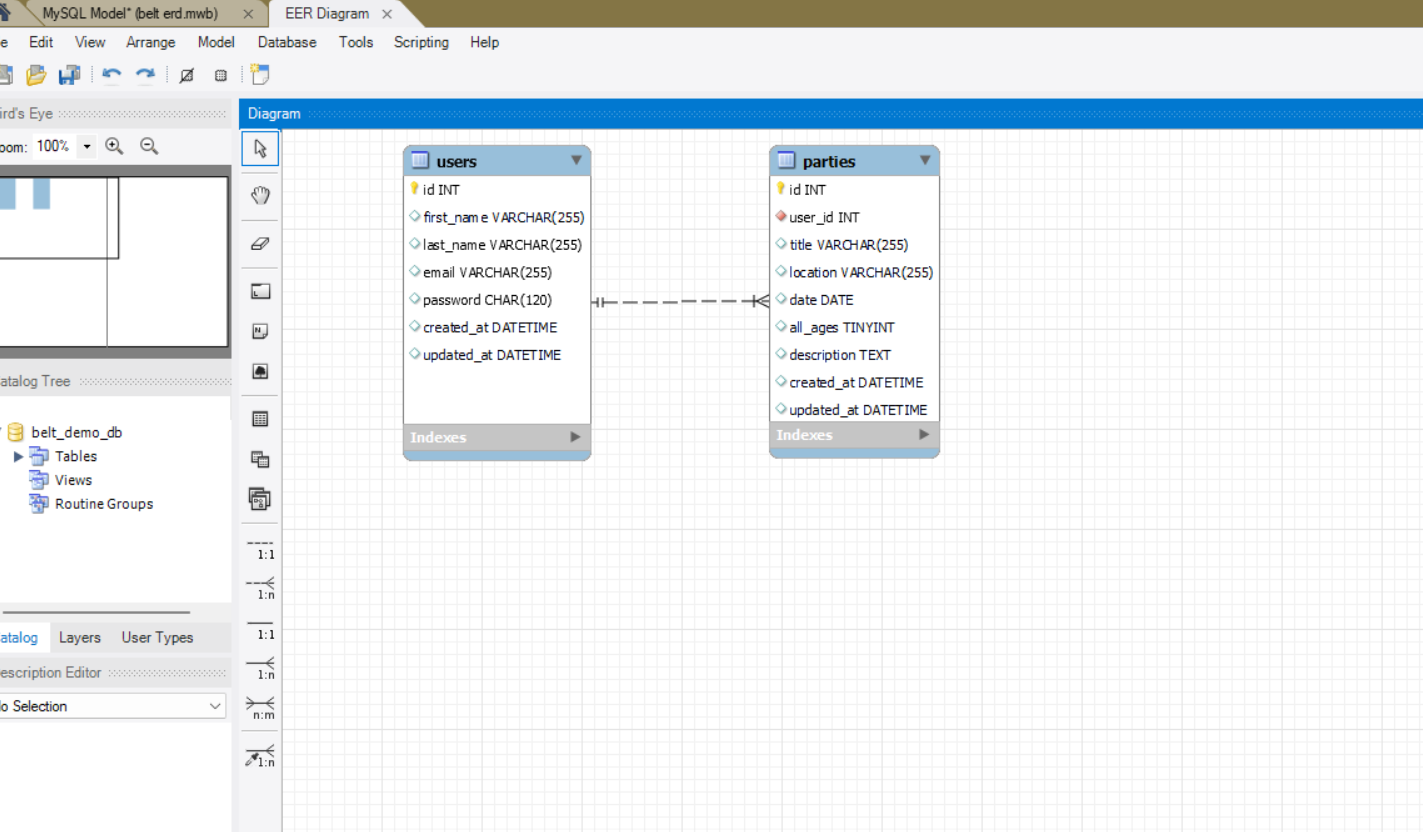 MySQL Model* (belt erd.mwb) × EER Diagram ×
e Edit View Arrange Model Database Tools Scripting Help
ird's Eye
oom: 100%
Diagram
users
id INT
first_name VARCHAR(255)
last_name VARCHAR(255)
email VARCHAR(255)
password CHAR(120)
created_at DATETIME
updated_at DATETIME
Indexes
parties
id INT
user_id INT
title VARCHAR(255)
location VARCHAR(255)
date DATE
all_ages TINYINT
description TEXT
created_at DATETIME
updated_at DATETIME
Indexes
atalog Tree
belt_demo_db
Tables
Views
Routine Groups
atalog Layers User Types
escription Editor
o Selection
1:1
1:n
1:1
1:n
n:m
1:n